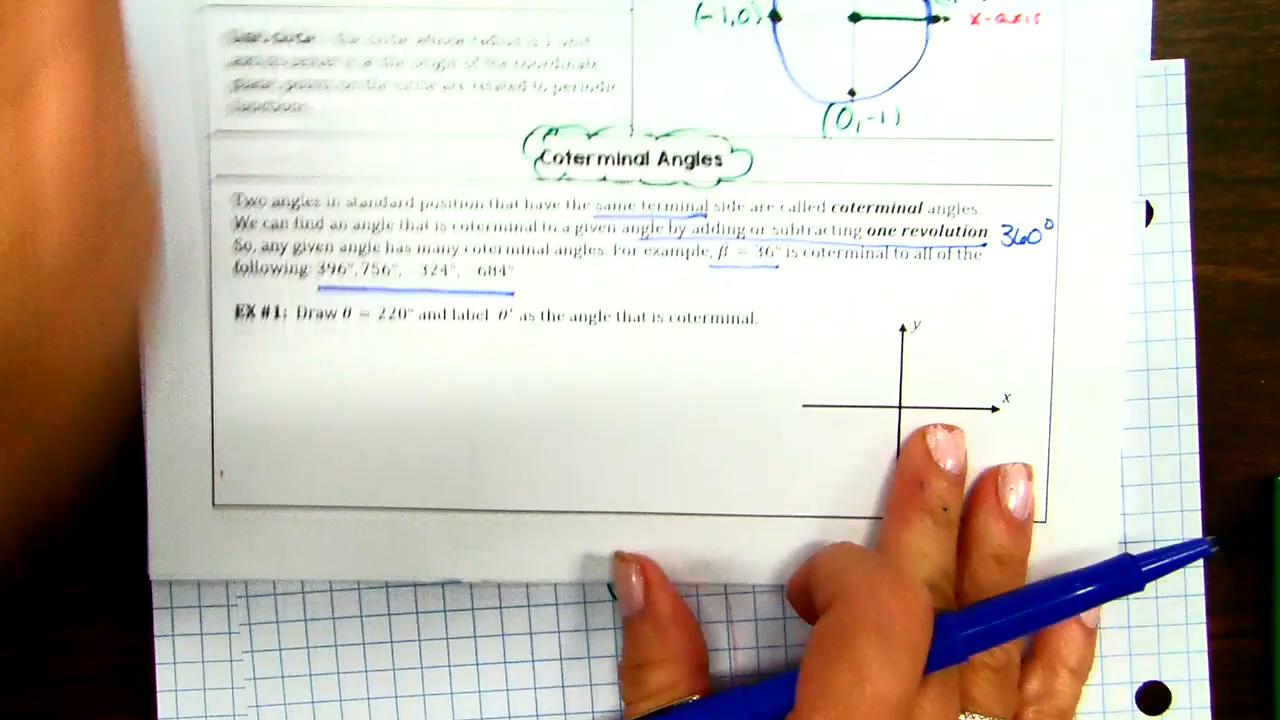 (-1,0)
x-axis
(0,-1)
Coterminal Angles
Two angles in standard position that have the same terminal side are called coterminal angles.
We can find an angle that is coterminal to a given angle by adding or subtracting one revolution. 360°
So, any given angle has many coterminal angles. For example, β = 36° is coterminal to all of the
following: 396°, 756°, 324°, 684°
EX #1: Draw θ = 220° and label θ' as the angle that is coterminal.
y
x